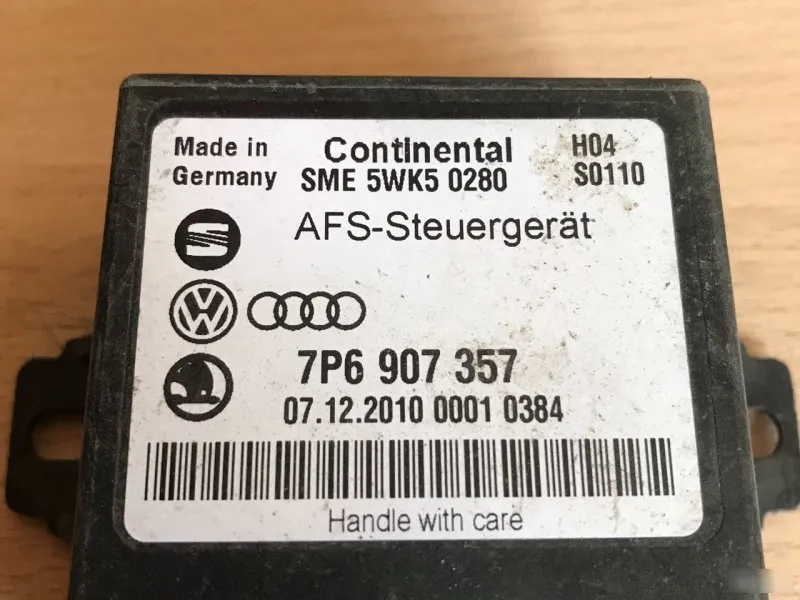 Made in Germany
Continental
SME 5WK5 0280
H04
S0110
AFS-Steuergerät
7P6 907 357
07.12.2010 0001 0384
Handle with care